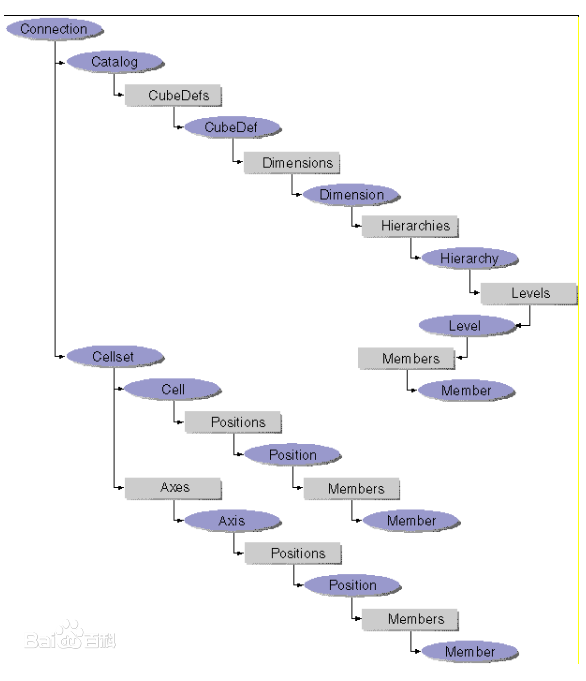 Connection
Catalog
CubeDefs
CubeDef
Dimensions
Dimension
Hierarchies
Hierarchy
Levels
Level
Members
Member
Cellset
Cell
Positions
Position
Members
Member
Axes
Axis
Positions
Position
Members
Member
Bai百科